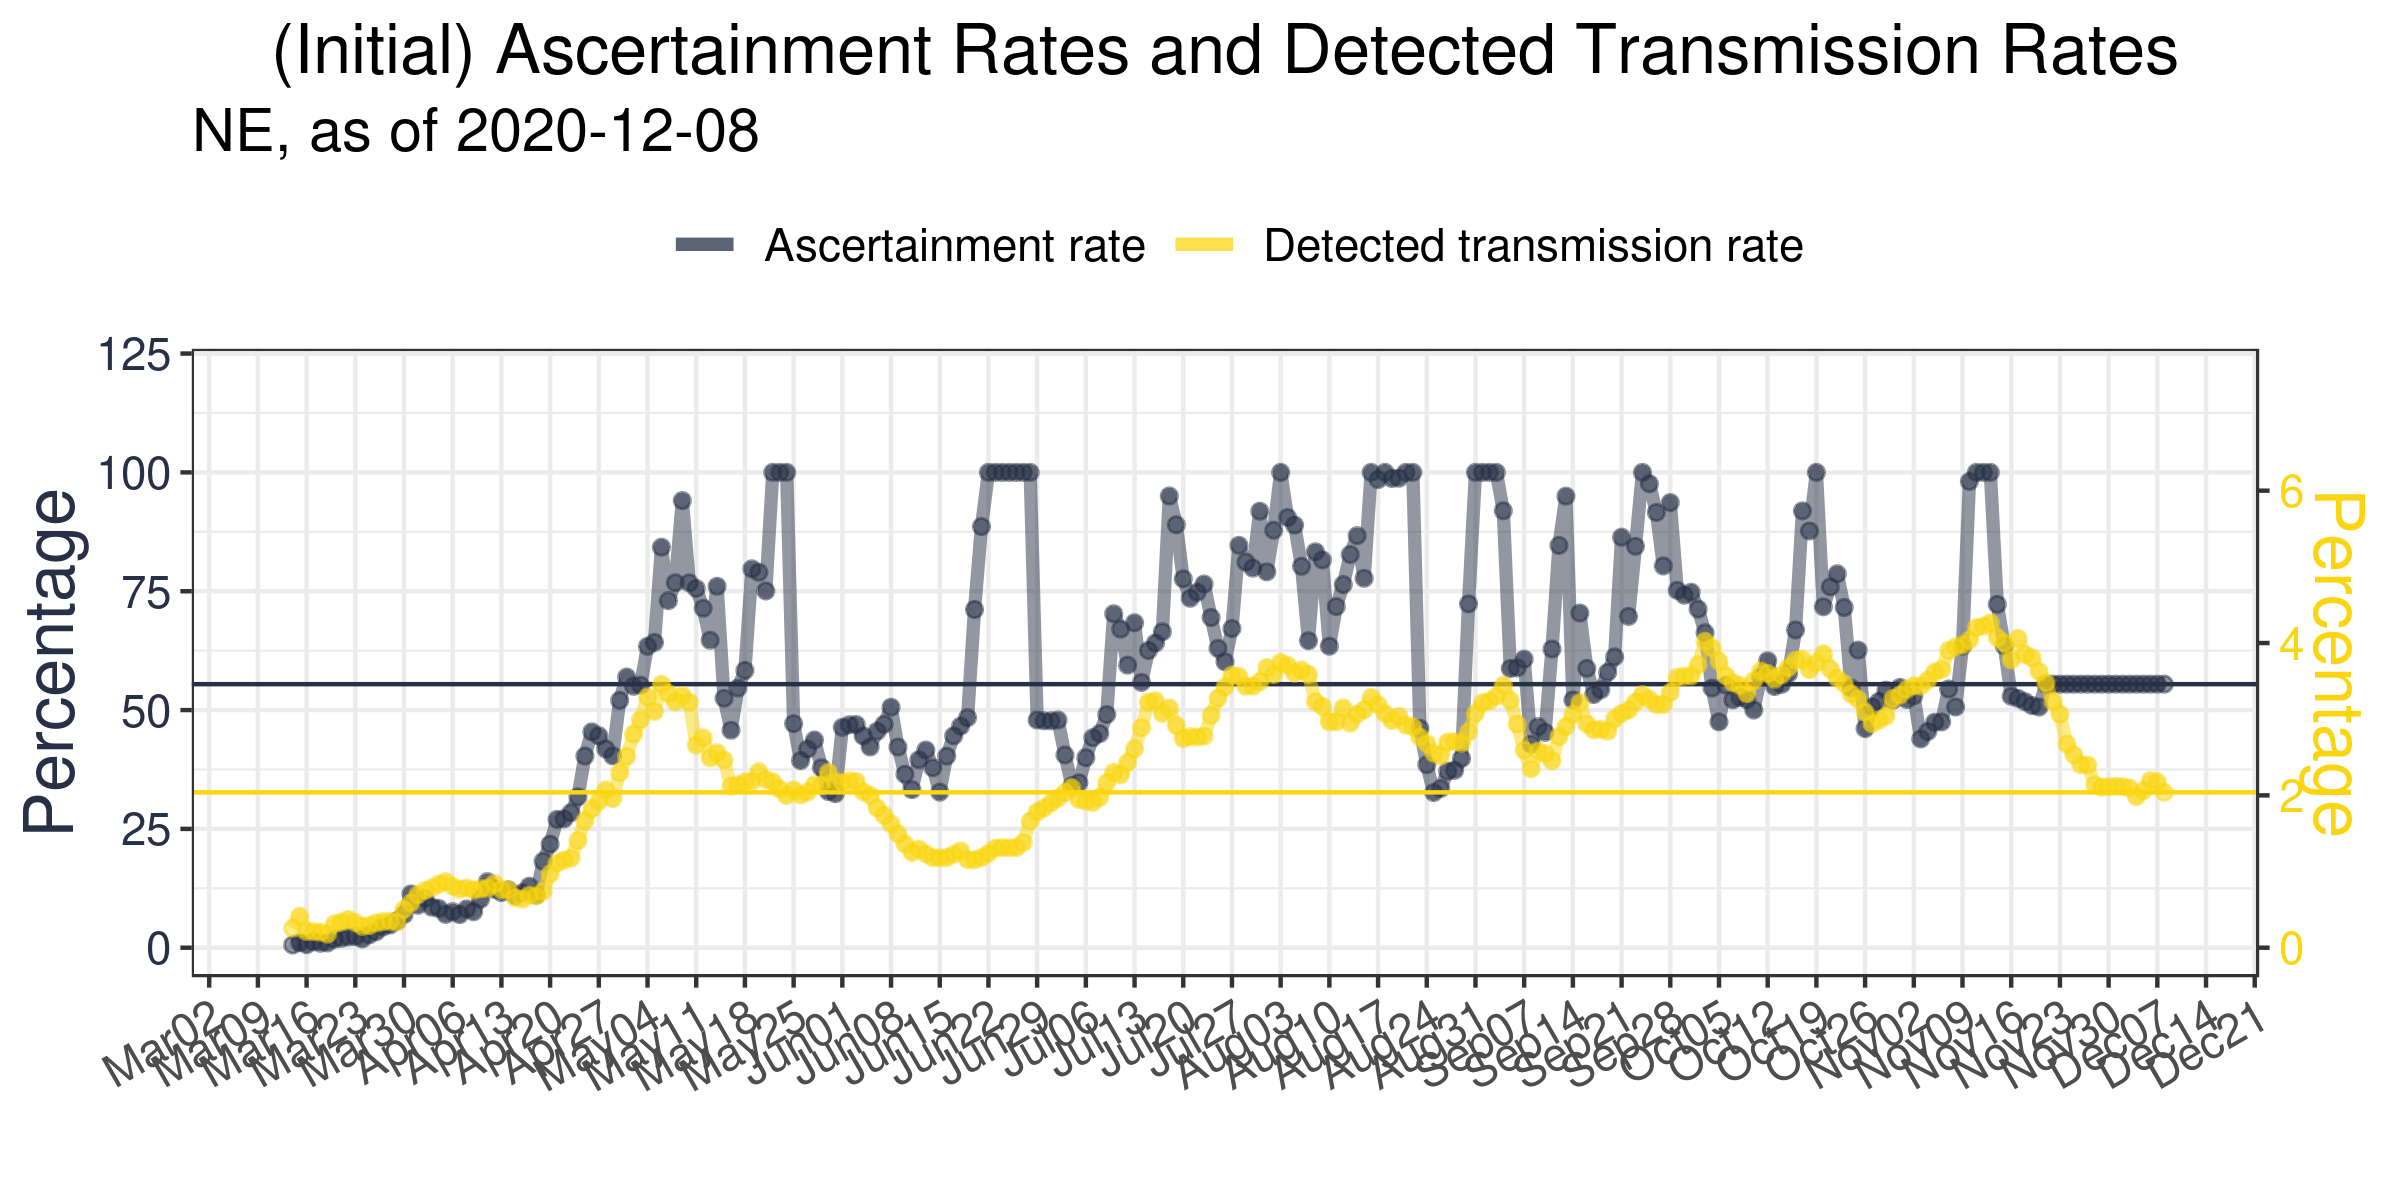 (Initial) Ascertainment Rates and Detected Transmission Rates
NE, as of 2020-12-08
Ascertainment rate
Detected transmission rate
Percentage
125
100
75
50
25
0
6
4
2
0
Percentage
Mar02
Mar09
Mar16
Mar23
Mar30
Apr06
Apr13
Apr20
Apr27
May04
May11
May18
May25
Jun01
Jun08
Jun15
Jun22
Jun29
Jul06
Jul13
Jul20
Jul27
Aug03
Aug10
Aug17
Aug24
Aug31
Sep07
Sep14
Sep21
Sep28
Oct05
Oct12
Oct19
Oct26
Nov02
Nov09
Nov16
Nov23
Nov30
Dec07
Dec14
Dec21